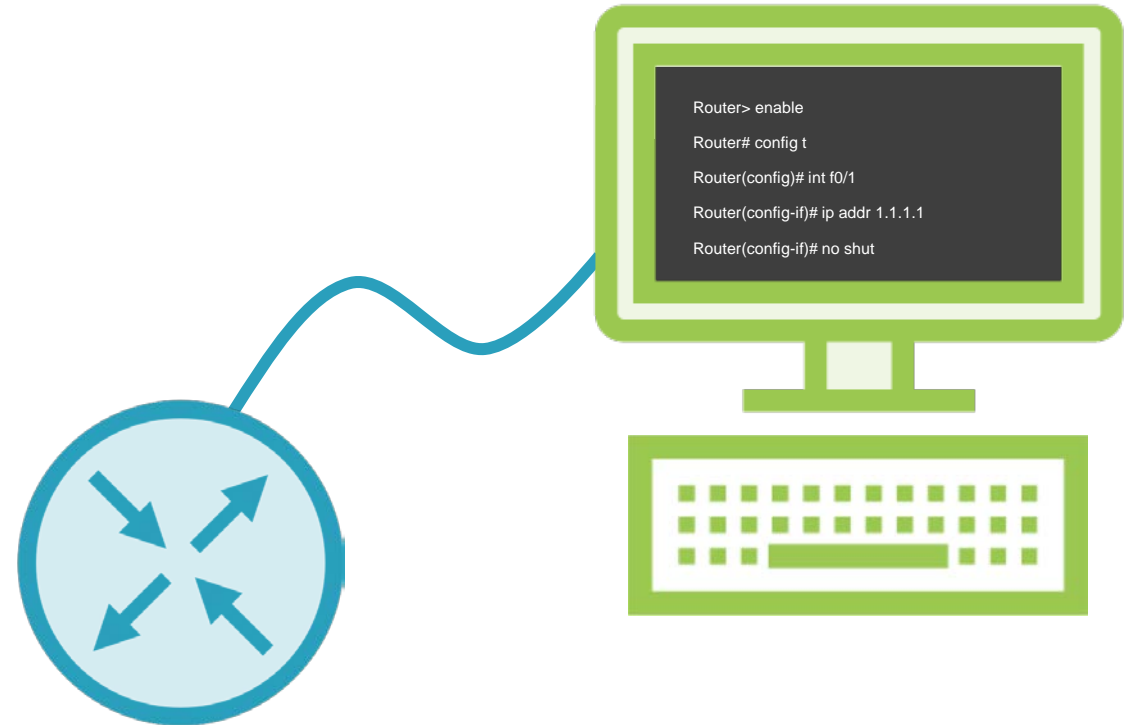 Router> enable
Router# config t
Router(config)# int f0/1
Router(config-if)# ip addr 1.1.1.1
Router(config-if)# no shut